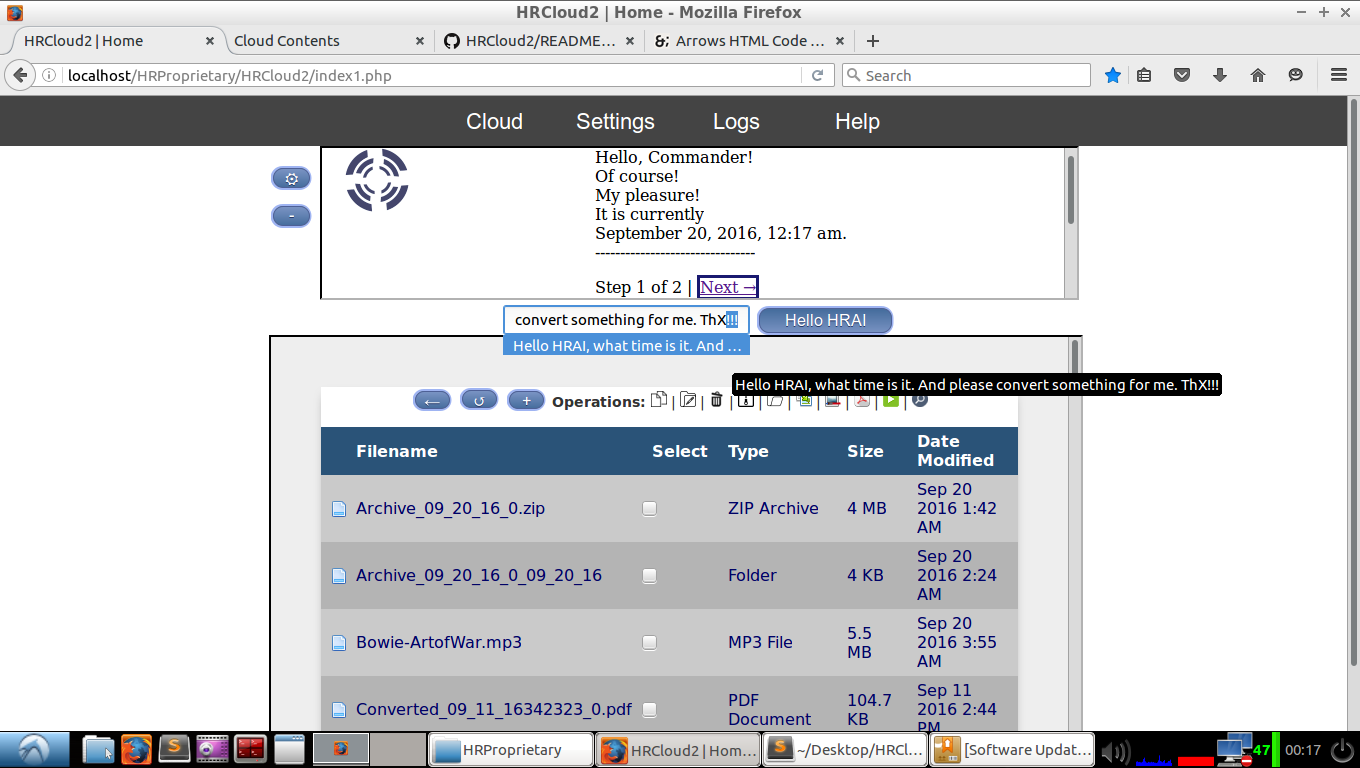 HRCloud2 | Home - Mozilla Firefox
HRCloud2 | Home
Cloud Contents
HRCloud2/README...
Arrows HTML Code ...
localhost/HRProprietary/HRCloud2/index1.php
Search
Cloud Settings Logs Help
Hello, Commander!
Of course!
My pleasure!
It is currently
September 20, 2016, 12:17 am.
--------------------------------
Step 1 of 2 | Next →
convert something for me. ThX!!!
Hello HRAI
Hello HRAI, what time is it. And ...
Hello HRAI, what time is it. And please convert something for me. ThX!!!
← ↺ + Operations: | | | | | | | | |
Filename Select Type Size Date Modified
Archive_09_20_16_0.zip ZIP Archive 4 MB Sep 20 2016 1:42 AM
Archive_09_20_16_0_09_20_16 Folder 4 KB Sep 20 2016 2:24 AM
Bowie-ArtofWar.mp3 MP3 File 5.5 MB Sep 20 2016 3:55 AM
Converted_09_11_16342323_0.pdf PDF Document 104.7 KB Sep 11 2016 2:44 PM
HRProprietary
HRCloud2 | Hom...
~/Desktop/HRCl...
[Software Updat...
47
00:17